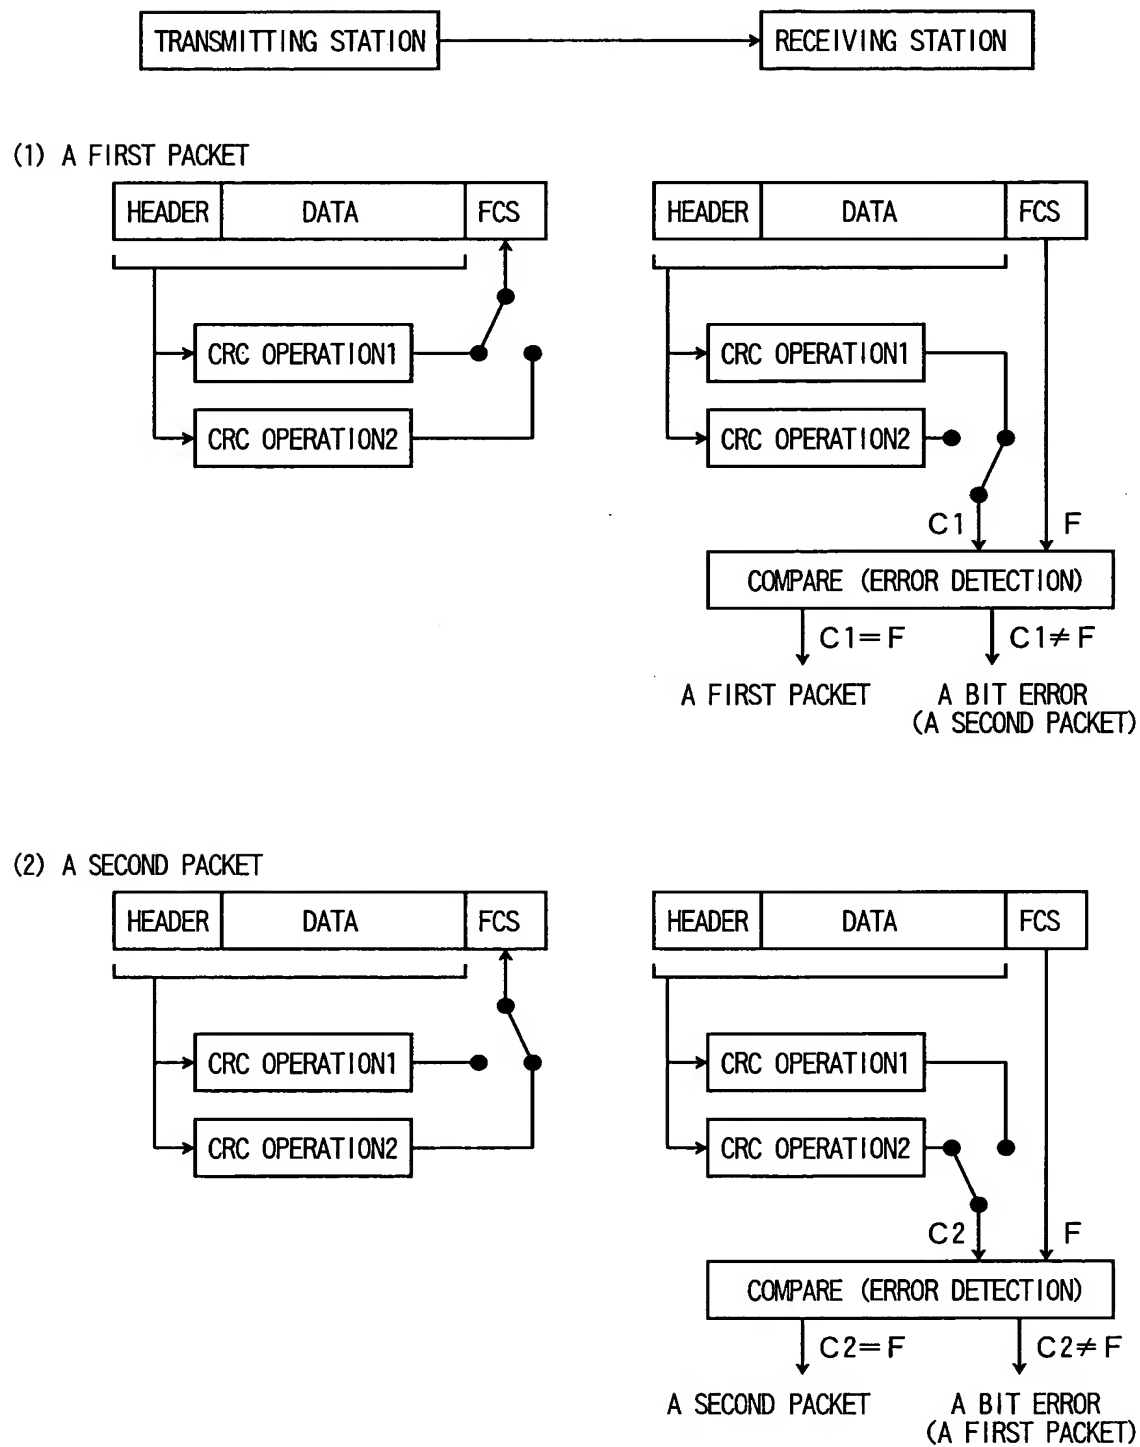 TRANSMITTING STATION
RECEIVING STATION
(1) A FIRST PACKET
HEADER DATA FCS
HEADER DATA FCS
CRC OPERATION1
CRC OPERATION1
CRC OPERATION2
CRC OPERATION2
C1 F
COMPARE (ERROR DETECTION)
C1=F
C1≠F
A FIRST PACKET
A BIT ERROR
(A SECOND PACKET)
(2) A SECOND PACKET
HEADER DATA FCS
HEADER DATA FCS
CRC OPERATION1
CRC OPERATION1
CRC OPERATION2
CRC OPERATION2
C2 F
COMPARE (ERROR DETECTION)
C2=F
C2≠F
A SECOND PACKET
A BIT ERROR
(A FIRST PACKET)